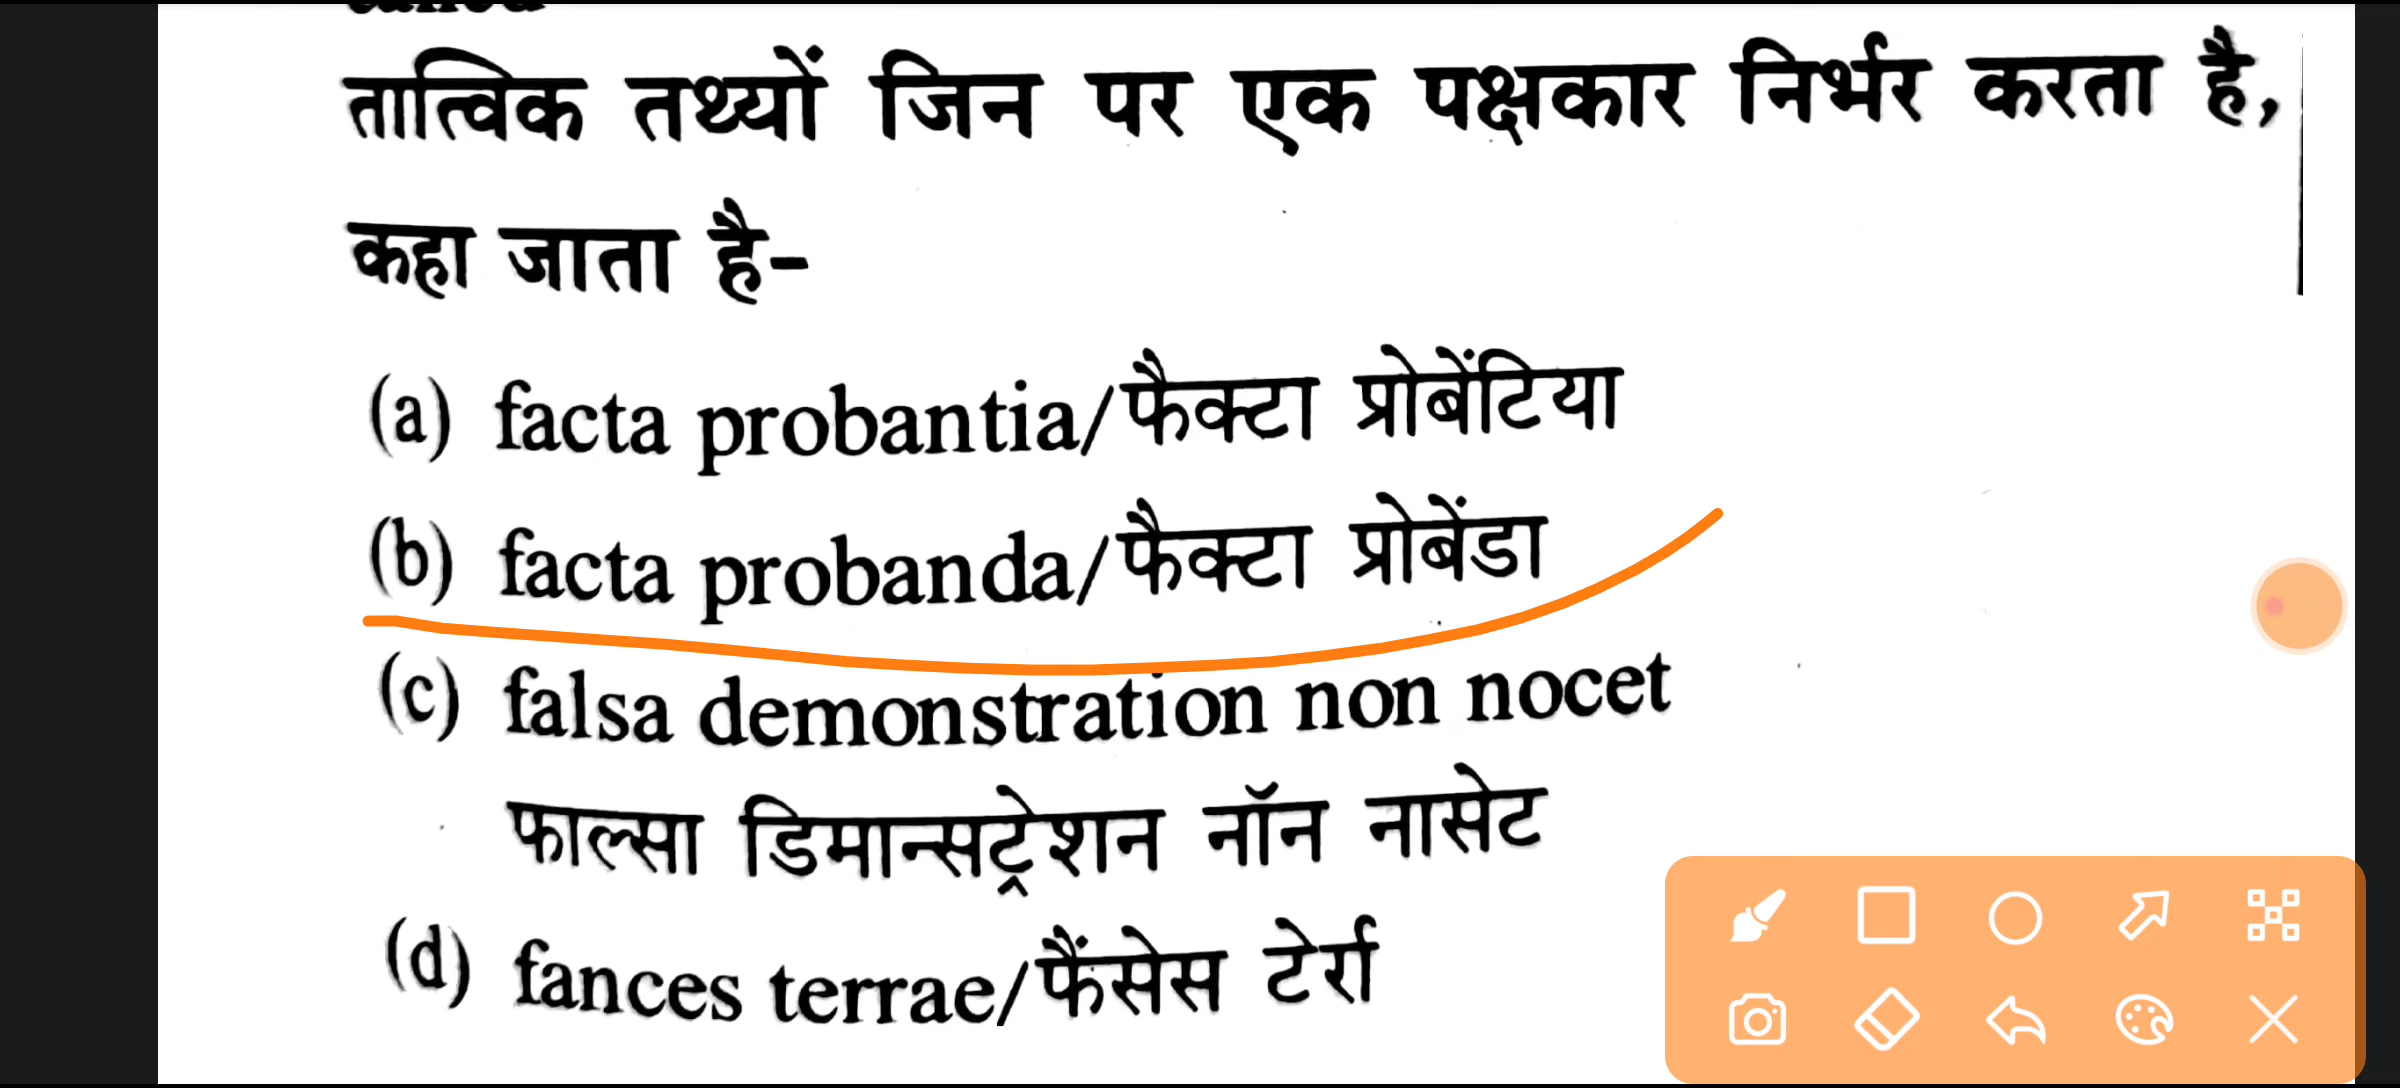 तात्विक तथ्यों जिन पर एक पक्षकार निर्भर करता है,
कहा जाता है-
(a) facta probantia/फैक्टा प्रोबेंटिया
(b) facta probanda/फैक्टा प्रोबेंडा
(c) falsa demonstration non nocet
फाल्सा डिमान्सट्रेशन नॉन नासेट
(d) fances terrae/फैंसेस टेर्रा